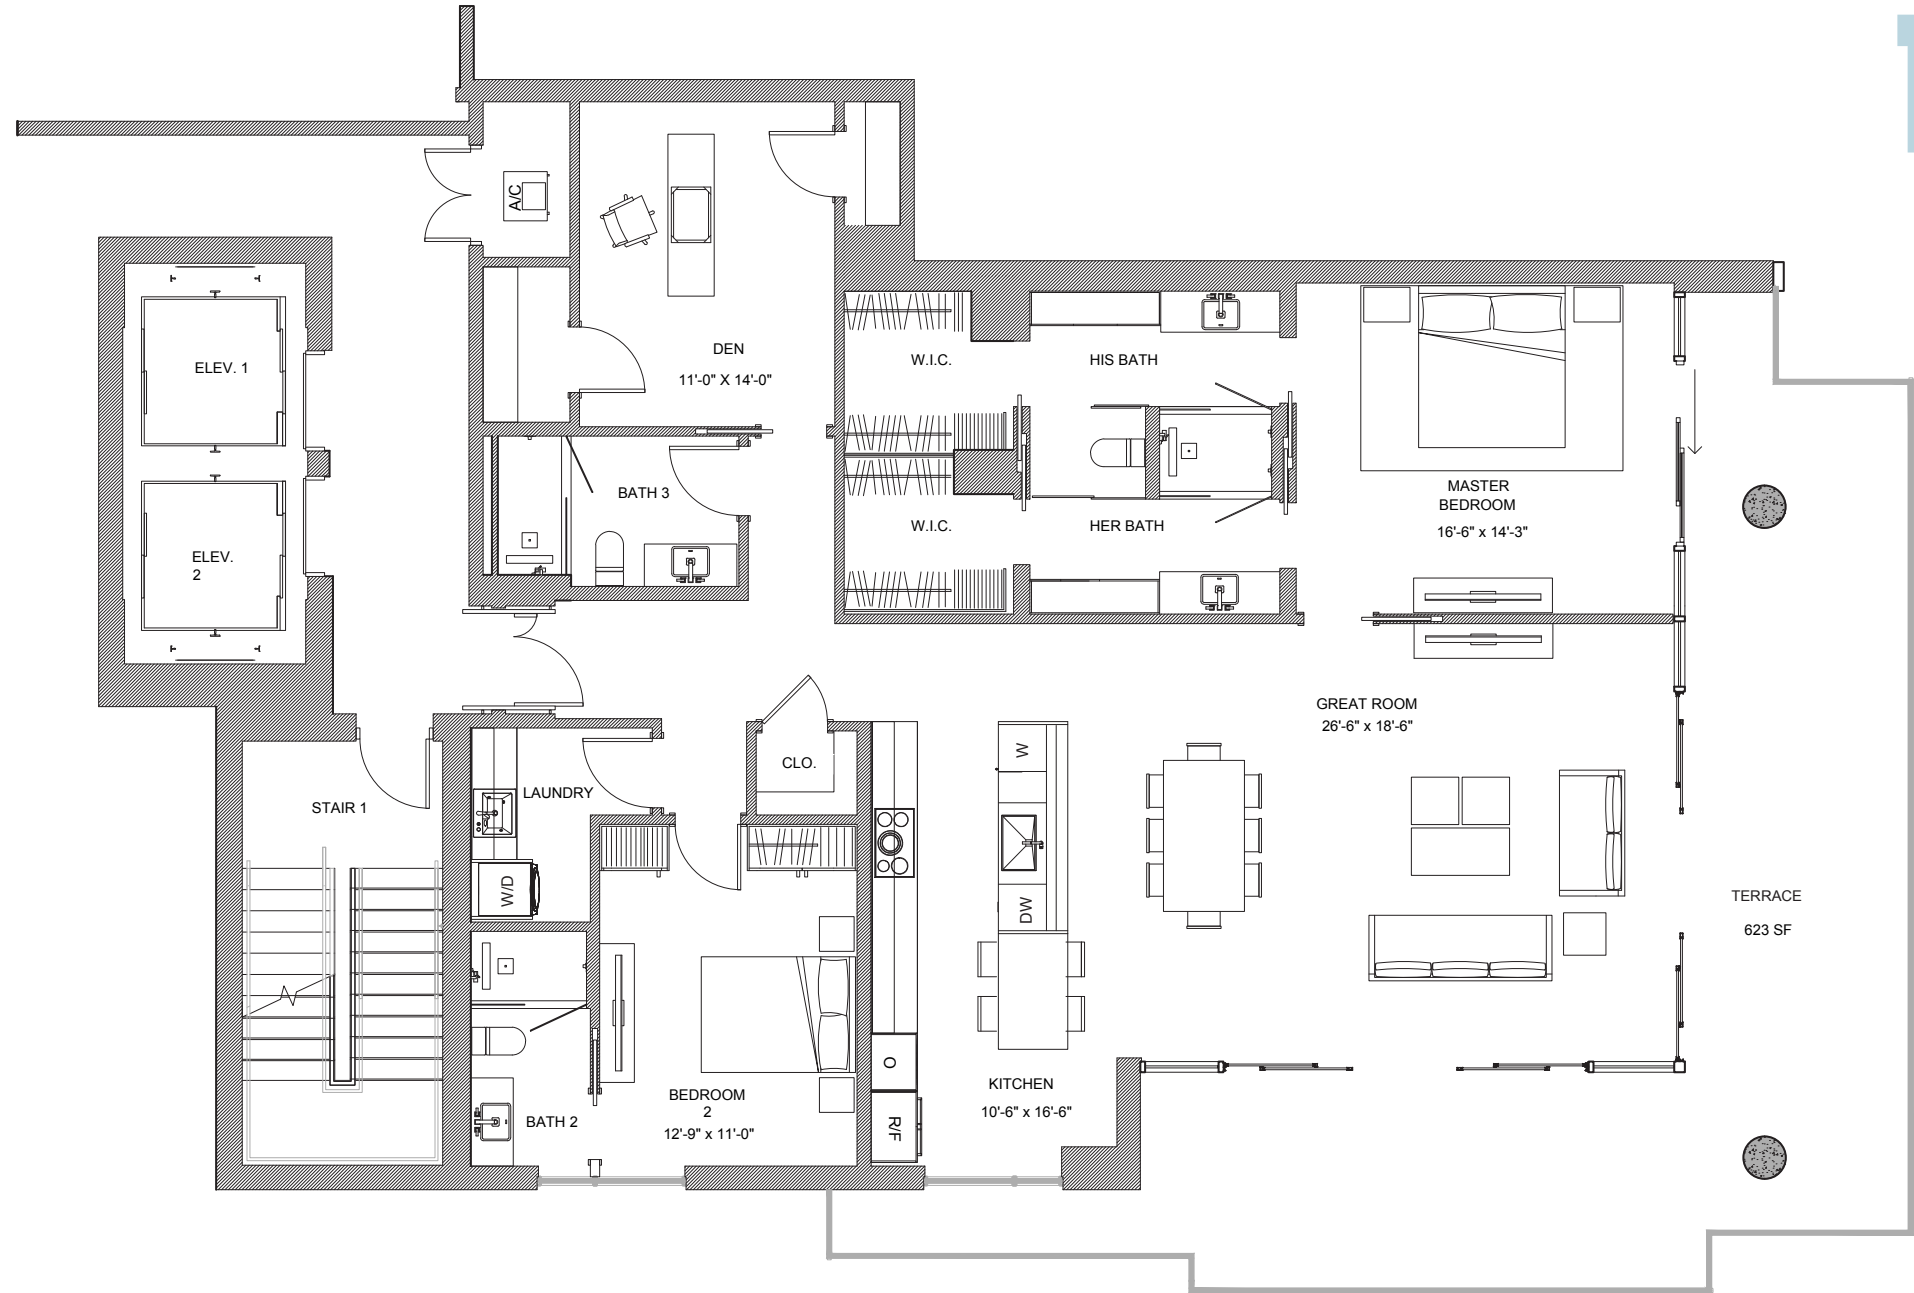 A/C
DEN
11'-0" X 14'-0"
ELEV. 1
W.I.C.
HIS BATH
BATH 3
MASTER
BEDROOM
16'-6" x 14'-3"
W.I.C.
HER BATH
ELEV.
2
GREAT ROOM
26'-6" x 18'-6"
CLO.
W
LAUNDRY
STAIR 1
W/D
DW
TERRACE
623 SF
O
KITCHEN
10'-6" x 16'-6"
BEDROOM
2
12'-9" x 11'-0"
BATH 2
R/F